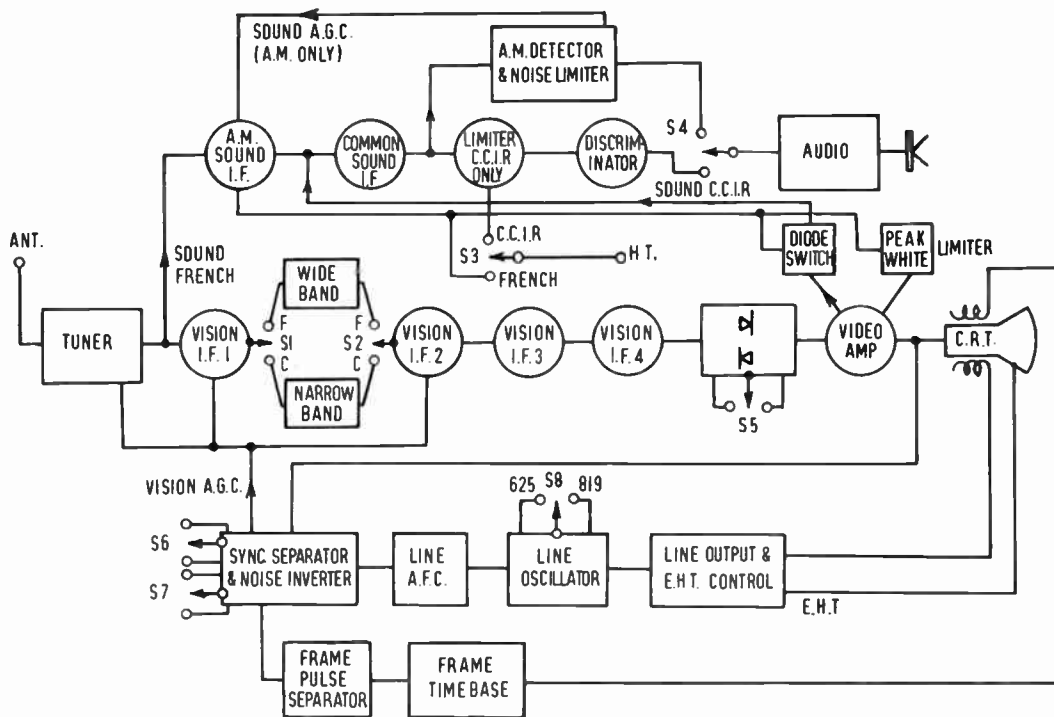 SOUND A.G.C.
(A.M. ONLY)
A.M. DETECTOR
& NOISE LIMITER
A.M.
SOUND
I.F.
COMMON
SOUND
I.F
LIMITER
C.C.I.R
ONLY
DISCRIM-
INATOR
S4
AUDIO
SOUND C.C.I.R
ANT.
SOUND
FRENCH
C.C.I.R
S3
H.T.
FRENCH
DIODE
SWITCH
PEAK
WHITE
LIMITER
TUNER
VISION
I.F. 1
WIDE
BAND
F
S1
C
F
S2
C
NARROW
BAND
VISION
I.F.2
VISION
I.F.3
VISION
I.F.4
S5
VIDEO
AMP
C.R.T.
VISION A.G.C.
S6
S7
SYNC SEPARATOR
& NOISE INVERTER
LINE
A.F.C.
625
S8
819
LINE
OSCILLATOR
LINE OUTPUT &
E.H.T. CONTROL
E.H.T
FRAME
PULSE
SEPARATOR
FRAME
TIMEBASE